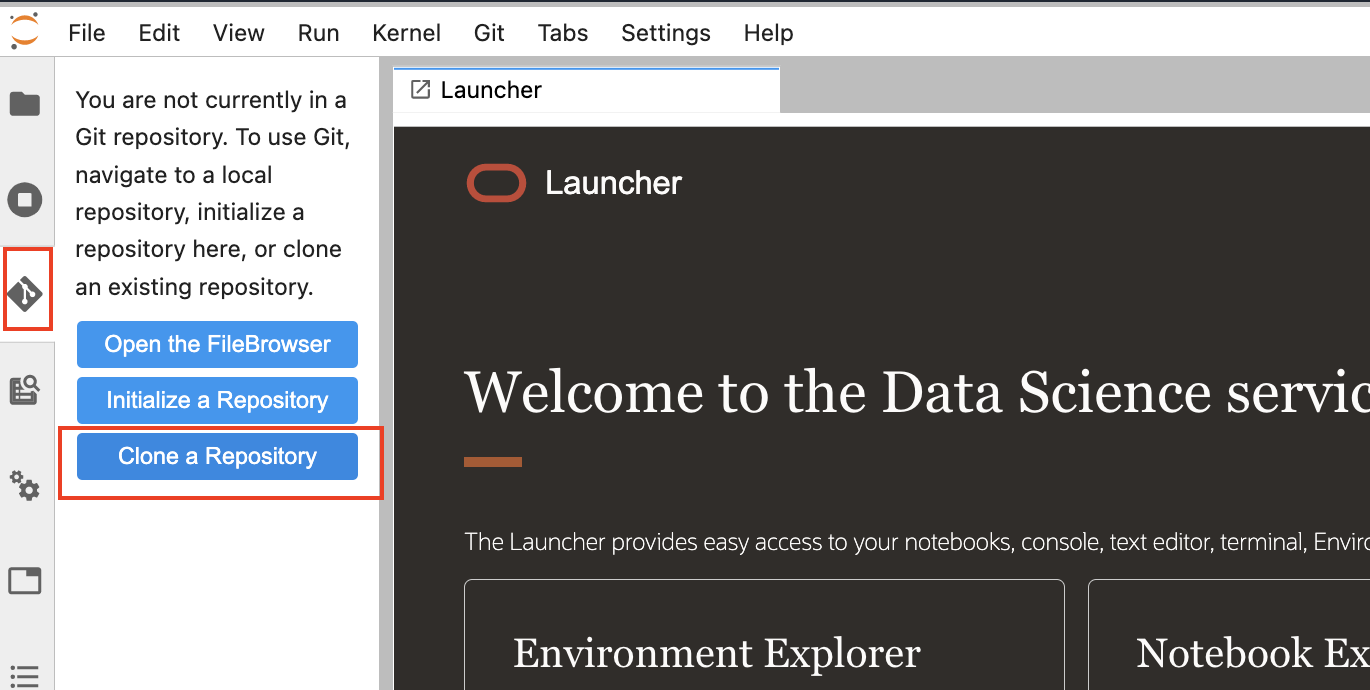 File Edit View Run Kernel Git Tabs Settings Help
You are not currently in a
Git repository. To use Git,
navigate to a local
repository, initialize a
repository here, or clone
an existing repository.
Open the FileBrowser
Initialize a Repository
Clone a Repository
Launcher
Launcher
Welcome to the Data Science servic
The Launcher provides easy access to your notebooks, console, text editor, terminal, Enviro
Environment Explorer
Notebook Ex